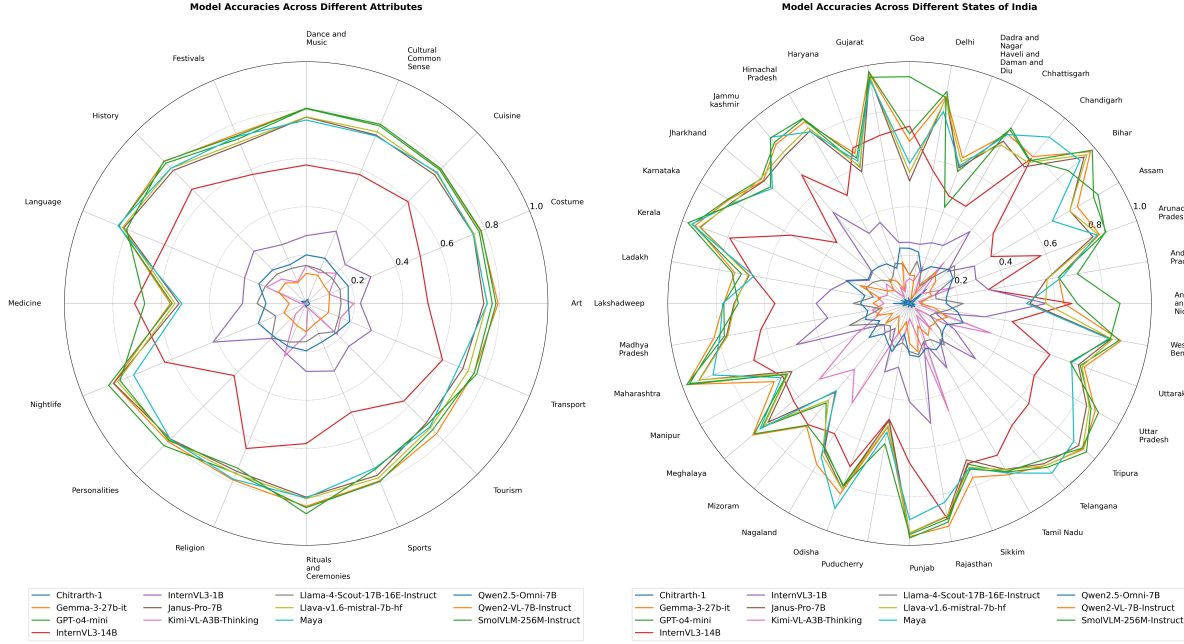 Model Accuracies Across Different Attributes
Dance and
Music
Cultural
Common
Sense
Cuisine
Costume
Art
Transport
Tourism
Sports
Rituals
and
Ceremonies
Religion
Personalities
Nightlife
Medicine
Language
History
Festivals
0.2
0.4
0.6
0.8
1.0
Chitrarth-1
Gemma-3-27b-it
GPT-o4-mini
InternVL3-14B
InternVL3-1B
Janus-Pro-7B
Kimi-VL-A3B-Thinking
Llama-4-Scout-17B-16E-Instruct
Llava-v1.6-mistral-7b-hf
Maya
Qwen2.5-Omni-7B
Qwen2-VL-7B-Instruct
SmolVLM-256M-Instruct
Model Accuracies Across Different States of India
Goa
Delhi
Dadra and
Nagar
Haveli and
Daman and
Diu
Chhattisgarh
Chandigarh
Bihar
Assam
Uttar
Pradesh
Tripura
Telangana
Tamil Nadu
Sikkim
Rajasthan
Punjab
Puducherry
Odisha
Nagaland
Mizoram
Meghalaya
Manipur
Maharashtra
Madhya
Pradesh
Lakshadweep
Ladakh
Kerala
Karnataka
Jharkhand
Jammu
kashmir
Himachal
Pradesh
Haryana
Gujarat
0.2
0.4
0.6
0.8
1.0
Chitrarth-1
Gemma-3-27b-it
GPT-o4-mini
InternVL3-14B
InternVL3-1B
Janus-Pro-7B
Kimi-VL-A3B-Thinking
Llama-4-Scout-17B-16E-Instruct
Llava-v1.6-mistral-7b-hf
Maya
Qwen2.5-Omni-7B
Qwen2-VL-7B-Instruct
SmolVLM-256M-Instruct